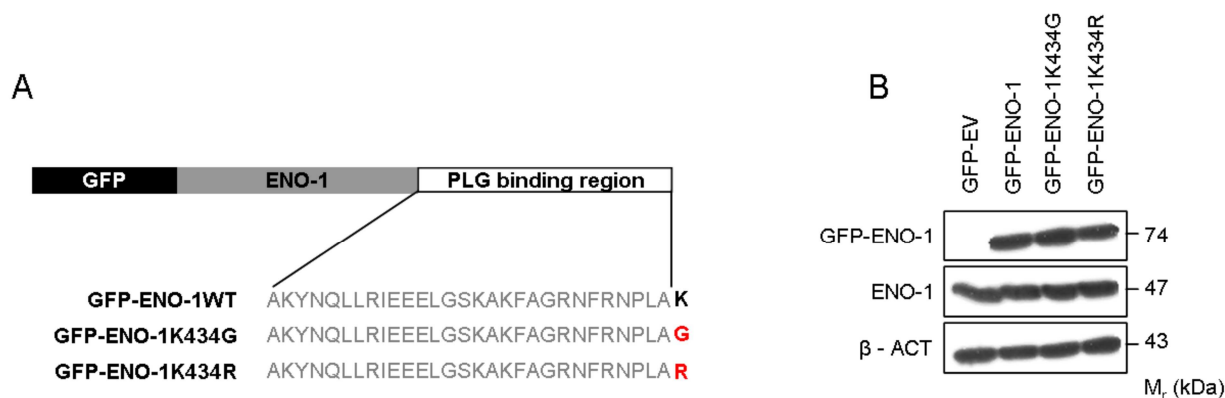 A
GFP ENO-1 PLG binding region
GFP-ENO-1WT AKYNQLLRIEEELGSKAKFAGRNFRNPLAK
GFP-ENO-1K434G AKYNQLLRIEEELGSKAKFAGRNFRNPLAG
GFP-ENO-1K434R AKYNQLLRIEEELGSKAKFAGRNFRNPLAR
B
GFP-EV
GFP-ENO-1
GFP-ENO-1K434G
GFP-ENO-1K434R
GFP-ENO-1 74
ENO-1 47
β - ACT 43
Mr (kDa)